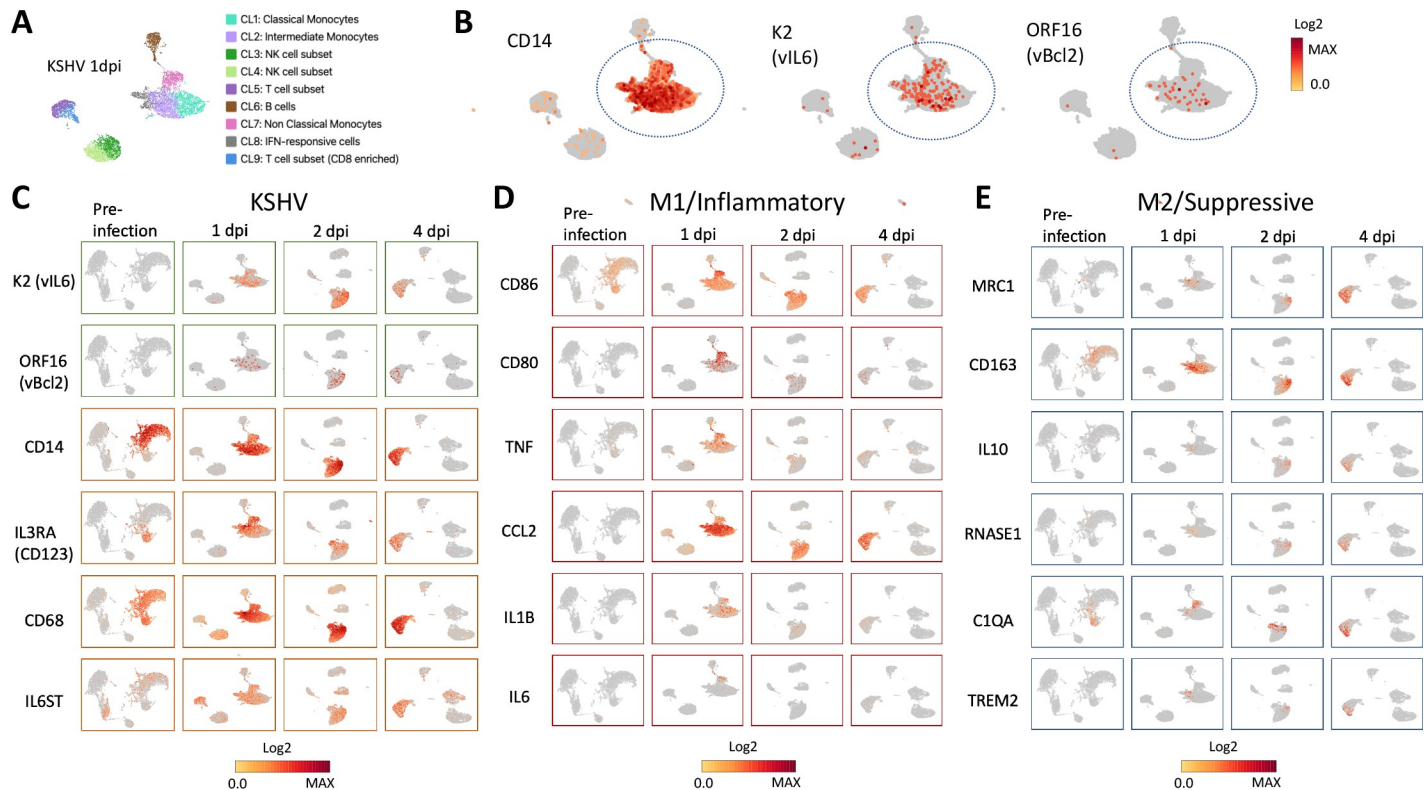 A
KSHV 1dpi
CL1: Classical Monocytes
CL2: Intermediate Monocytes
CL3: NK cell subset
CL4: NK cell subset
CL5: T cell subset
CL6: B cells
CL7: Non Classical Monocytes
CL8: IFN-responsive cells
CL9: T cell subset (CD8 enriched)
B
CD14
K2
(vIL6)
ORF16
(vBcl2)
Log2
MAX
0.0
C
KSHV
Pre-
infection
1 dpi
2 dpi
4 dpi
K2 (vIL6)
ORF16
(vBcl2)
CD14
IL3RA
(CD123)
CD68
IL6ST
Log2
0.0
MAX
D
M1/Inflammatory
Pre-
infection
1 dpi
2 dpi
4 dpi
CD86
CD80
TNF
CCL2
IL1B
IL6
Log2
0.0
MAX
E
M2/Suppressive
Pre-
infection
1 dpi
2 dpi
4 dpi
MRC1
CD163
IL10
RNASE1
C1QA
TREM2
Log2
0.0
MAX